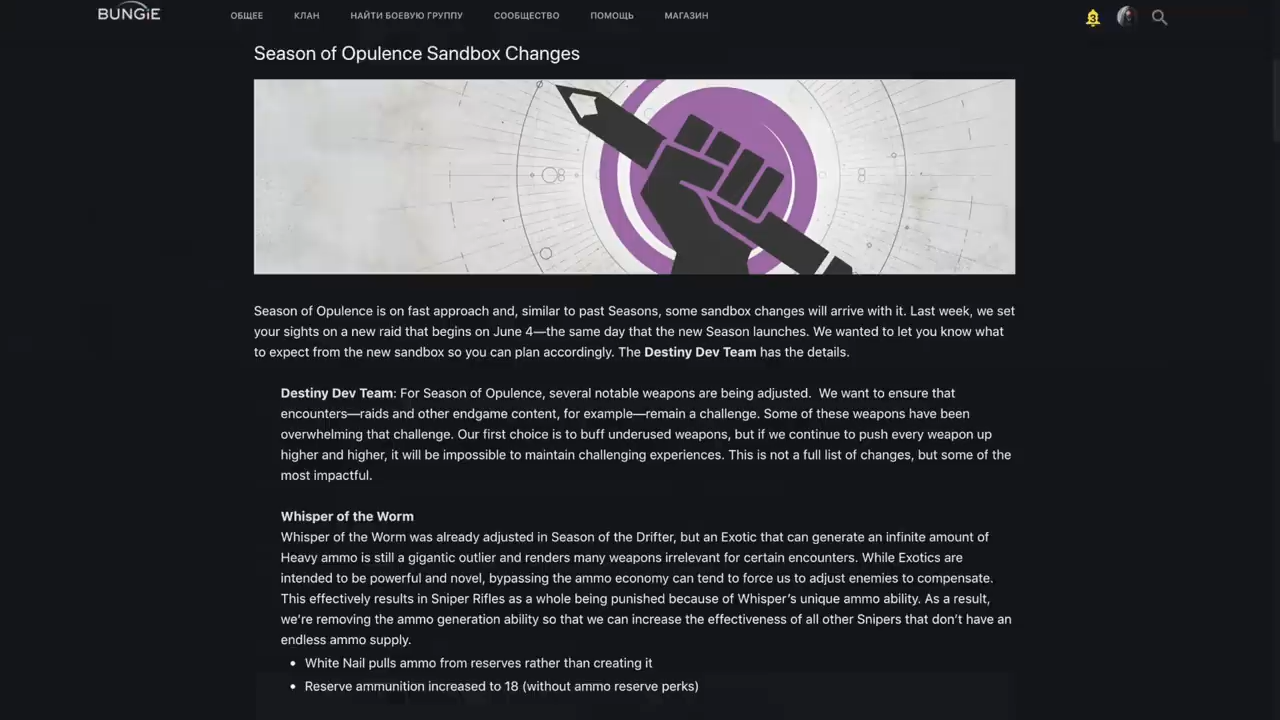 BUNGiE
ОБЩЕЕ КЛАН НАЙТИ БОЕВУЮ ГРУППУ СООБЩЕСТВО ПОМОЩЬ МАГАЗИН 3
Season of Opulence Sandbox Changes
Season of Opulence is on fast approach and, similar to past Seasons, some sandbox changes will arrive with it. Last week, we set
your sights on a new raid that begins on June 4—the same day that the new Season launches. We wanted to let you know what
to expect from the new sandbox so you can plan accordingly. The Destiny Dev Team has the details.
Destiny Dev Team: For Season of Opulence, several notable weapons are being adjusted.  We want to ensure that
encounters—raids and other endgame content, for example—remain a challenge. Some of these weapons have been
overwhelming that challenge. Our first choice is to buff underused weapons, but if we continue to push every weapon up
higher and higher, it will be impossible to maintain challenging experiences. This is not a full list of changes, but some of the
most impactful.
Whisper of the Worm
Whisper of the Worm was already adjusted in Season of the Drifter, but an Exotic that can generate an infinite amount of
Heavy ammo is still a gigantic outlier and renders many weapons irrelevant for certain encounters. While Exotics are
intended to be powerful and novel, bypassing the ammo economy can tend to force us to adjust enemies to compensate.
This effectively results in Sniper Rifles as a whole being punished because of Whisper's unique ammo ability. As a result,
we're removing the ammo generation ability so that we can increase the effectiveness of all other Snipers that don't have an
endless ammo supply.
• White Nail pulls ammo from reserves rather than creating it
• Reserve ammunition increased to 18 (without ammo reserve perks)